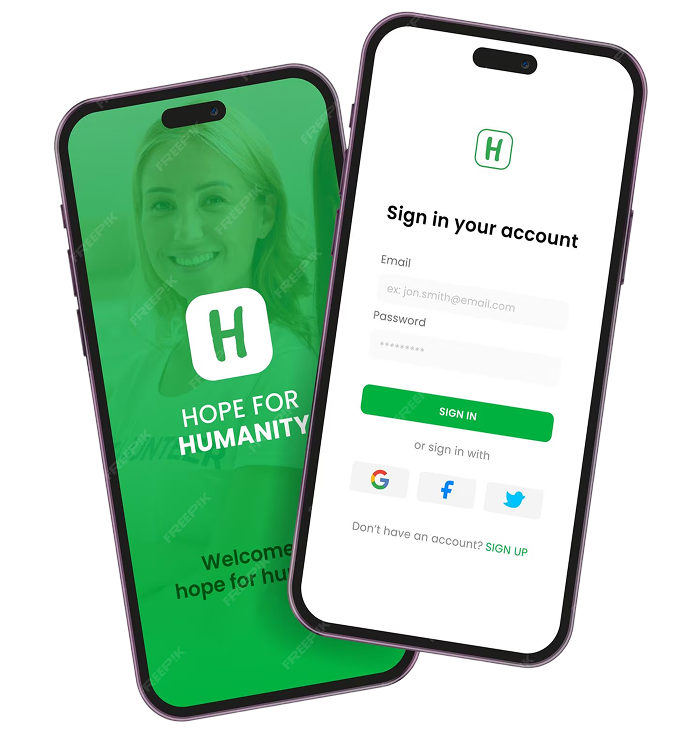 H
HOPE FOR
HUMANITY
VOLUNTEER
Welcome
hope for hu
H
Sign in your account
Email
ex: jon.smith@email.com
Password
SIGN IN
or sign in with
G
f
Don't have an account? SIGN UP
FREEPIK